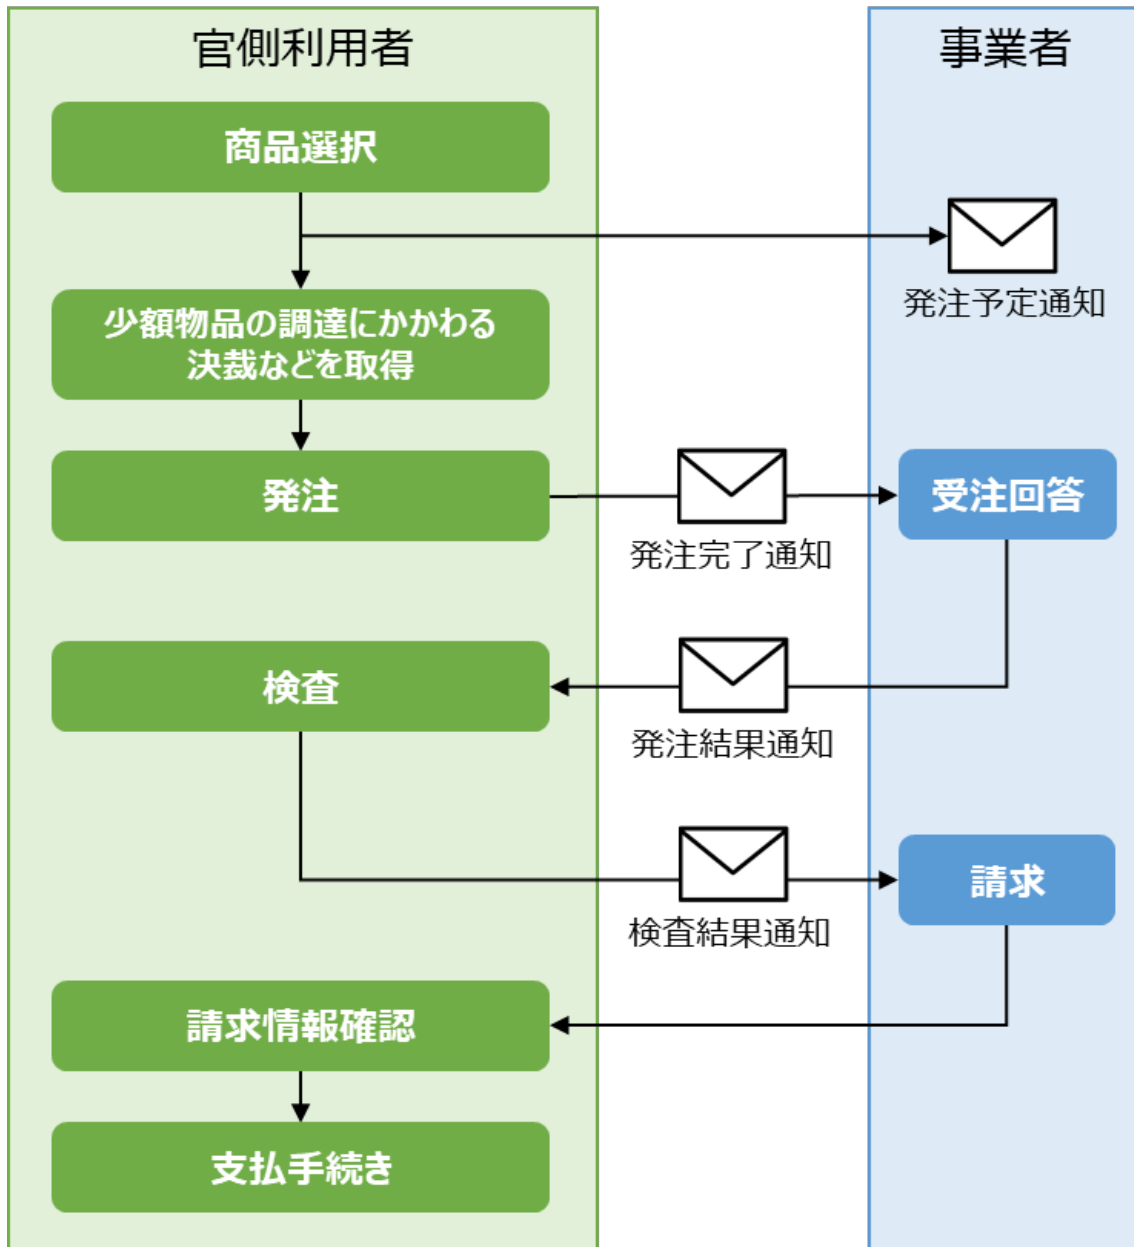 官側利用者
事業者
商品選択
発注予定通知
少額物品の調達にかかわる
決裁などを取得
発注
発注完了通知
受注回答
検査
発注結果通知
検査結果通知
請求
請求情報確認
支払手続き